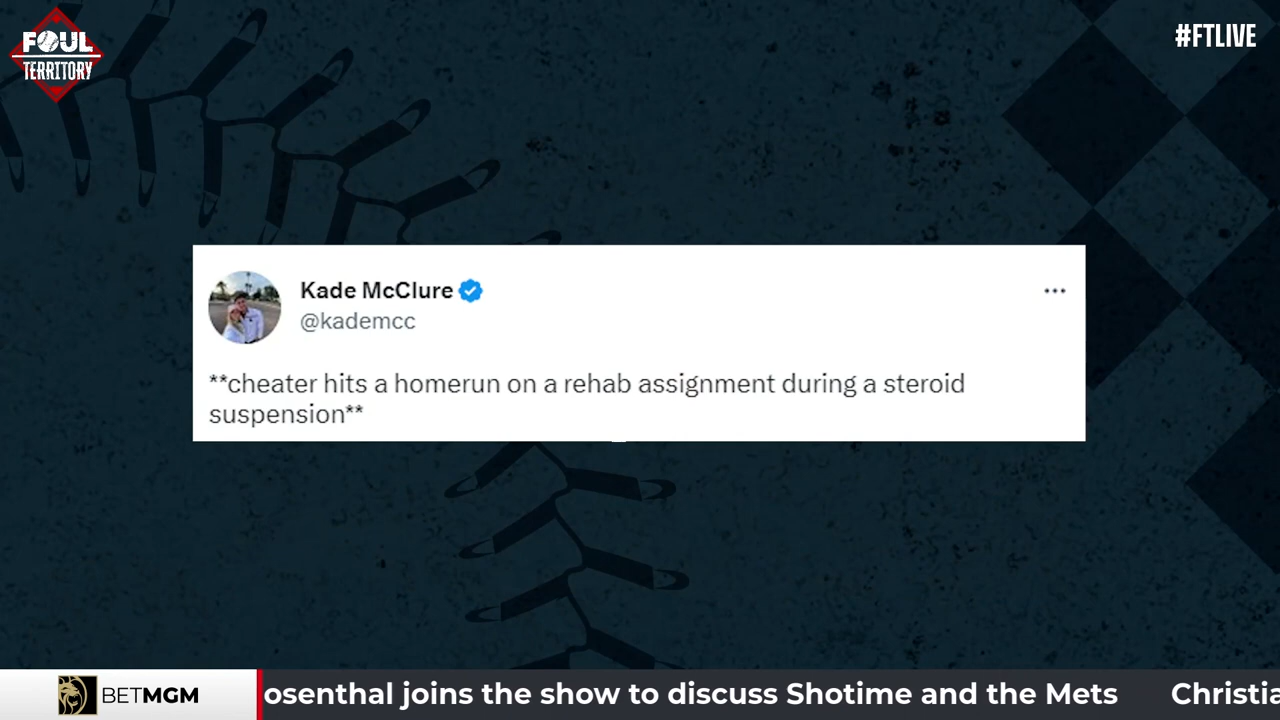 FOUL
TERRITORY
#FTLIVE
Kade McClure
@kademcc
**cheater hits a homerun on a rehab assignment during a steroid
suspension**
BETMGM
osenthal joins the show to discuss Shotime and the Mets Christia